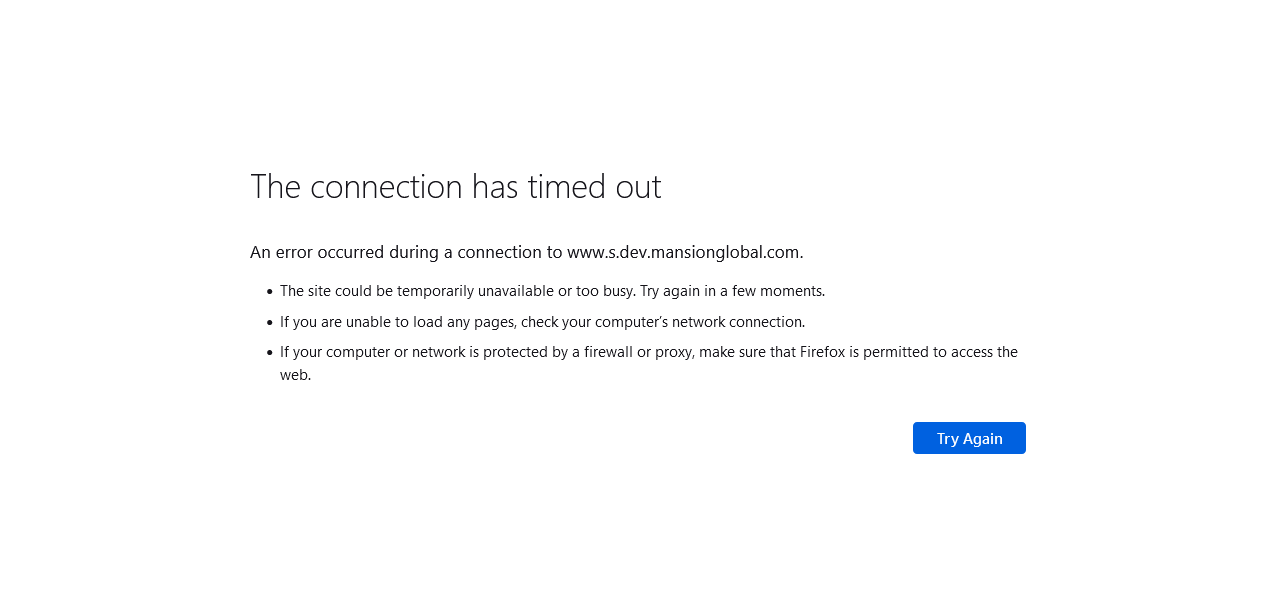 The connection has timed out
An error occurred during a connection to www.s.dev.mansionglobal.com.
• The site could be temporarily unavailable or too busy. Try again in a few moments.
• If you are unable to load any pages, check your computer’s network connection.
• If your computer or network is protected by a firewall or proxy, make sure that Firefox is permitted to access the
web.
Try Again